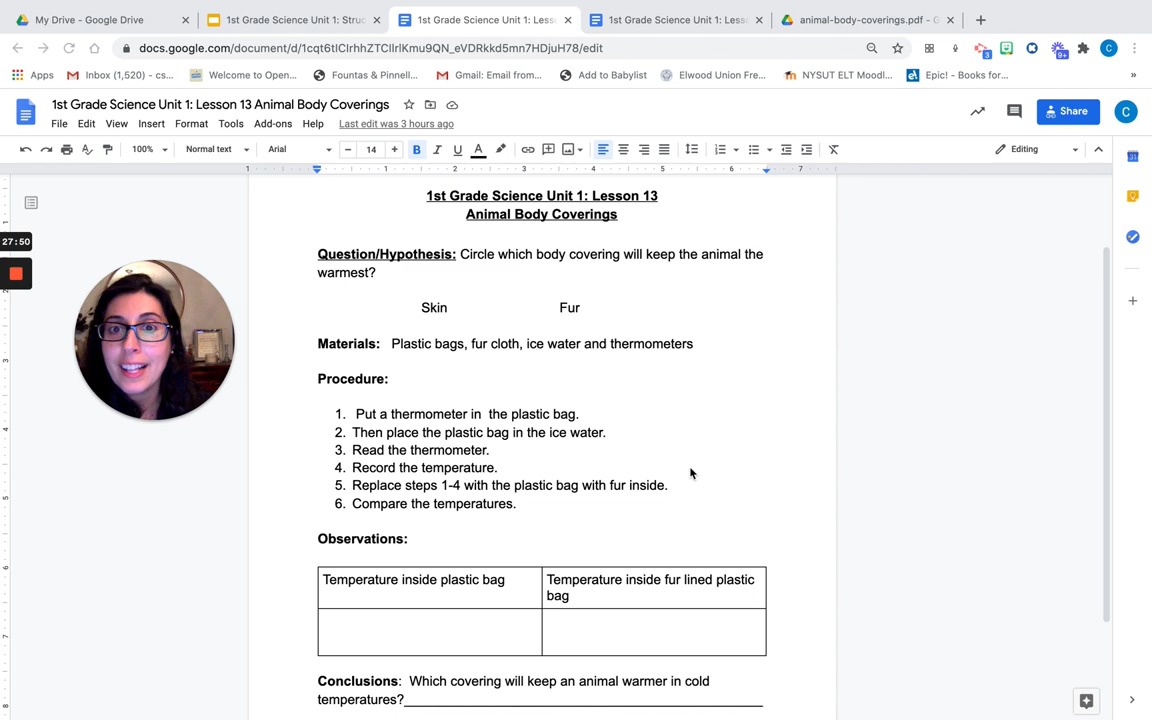 My Drive - Google Drive
1st Grade Science Unit 1: Struc
1st Grade Science Unit 1: Less
1st Grade Science Unit 1: Less
animal-body-coverings.pdf - G
docs.google.com/document/d/1cqt6tIClrhhZTCIlrlKmu9QN_eVDRkkd5mn7HDjuH78/edit
Apps
Inbox (1,520) - cs...
Welcome to Open...
Fountas & Pinnell...
Gmail: Email from...
Add to Babylist
Elwood Union Fre...
NYSUT ELT Moodl...
Epic! - Books for...
»
1st Grade Science Unit 1: Lesson 13 Animal Body Coverings
File Edit View Insert Format Tools Add-ons Help Last edit was 3 hours ago
Share
C
100% Normal text Arial 14 B I U A Editing
1 1 2 3 4 5 6 7
27:50
1st Grade Science Unit 1: Lesson 13
Animal Body Coverings
Question/Hypothesis: Circle which body covering will keep the animal the
warmest?
Skin Fur
Materials: Plastic bags, fur cloth, ice water and thermometers
Procedure:
1. Put a thermometer in the plastic bag.
2. Then place the plastic bag in the ice water.
3. Read the thermometer.
4. Record the temperature.
5. Replace steps 1-4 with the plastic bag with fur inside.
6. Compare the temperatures.
Observations:
Temperature inside plastic bag
Temperature inside fur lined plastic
bag
Conclusions: Which covering will keep an animal warmer in cold
temperatures?